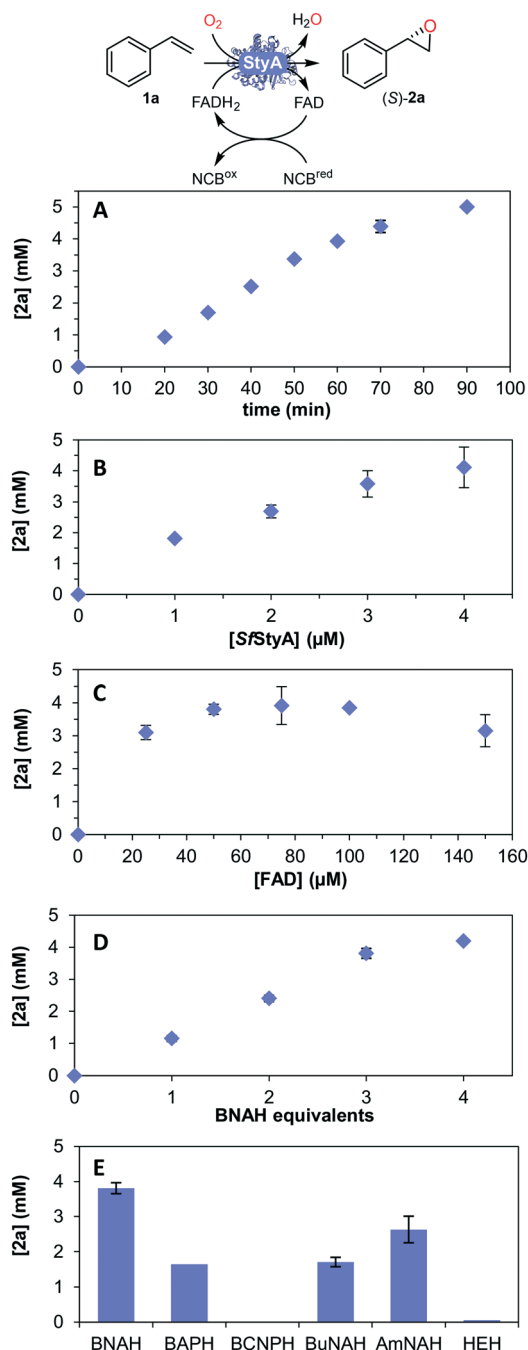 O₂ H₂O
StyA
O
1a FADH₂ FAD (S)-2a
NCBᵒˣ NCBʳᵉᵈ
A
[2a] (mM)
5
4
3
2
1
0
0 10 20 30 40 50 60 70 80 90 100
time (min)
B
[2a] (mM)
5
4
3
2
1
0
0 1 2 3 4
[SfStyA] (µM)
C
[2a] (mM)
5
4
3
2
1
0
0 20 40 60 80 100 120 140 160
[FAD] (µM)
D
[2a] (mM)
5
4
3
2
1
0
0 1 2 3 4
BNAH equivalents
E
[2a] (mM)
5
4
3
2
1
0
BNAH BAPH BCNPH BuNAH AmNAH HEH